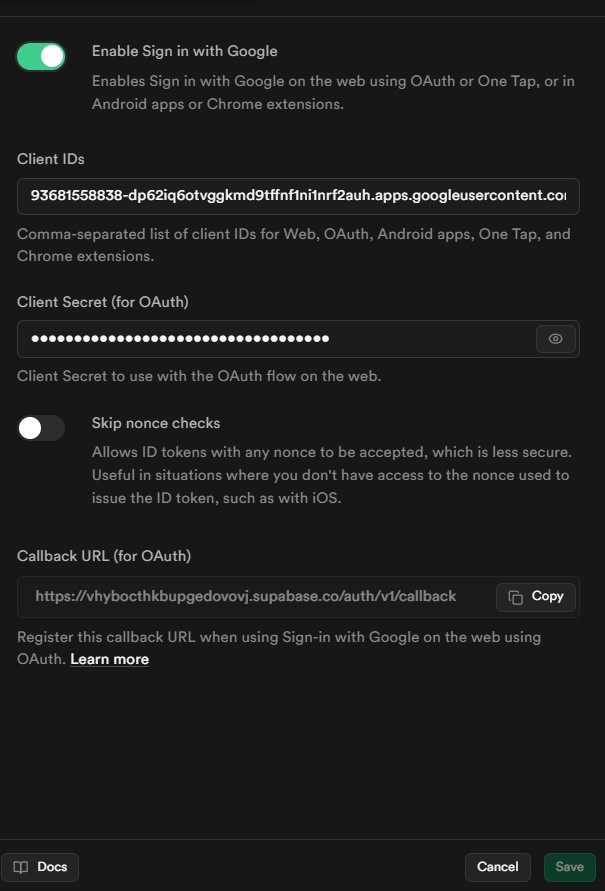 Enable Sign in with Google
Enables Sign in with Google on the web using OAuth or One Tap, or in
Android apps or Chrome extensions.
Client IDs
93681558838-dp62iq6otvggkmd9tffnf1ni1nrf2auh.apps.googleusercontent.co
Comma-separated list of client IDs for Web, OAuth, Android apps, One Tap, and
Chrome extensions.
Client Secret (for OAuth)
Client Secret to use with the OAuth flow on the web.
Skip nonce checks
Allows ID tokens with any nonce to be accepted, which is less secure.
Useful in situations where you don't have access to the nonce used to
issue the ID token, such as with iOS.
Callback URL (for OAuth)
https://vhybocthkbupgedovovj.supabase.co/auth/v1/callback
Copy
Register this callback URL when using Sign-in with Google on the web using
OAuth. Learn more
Docs
Cancel
Save